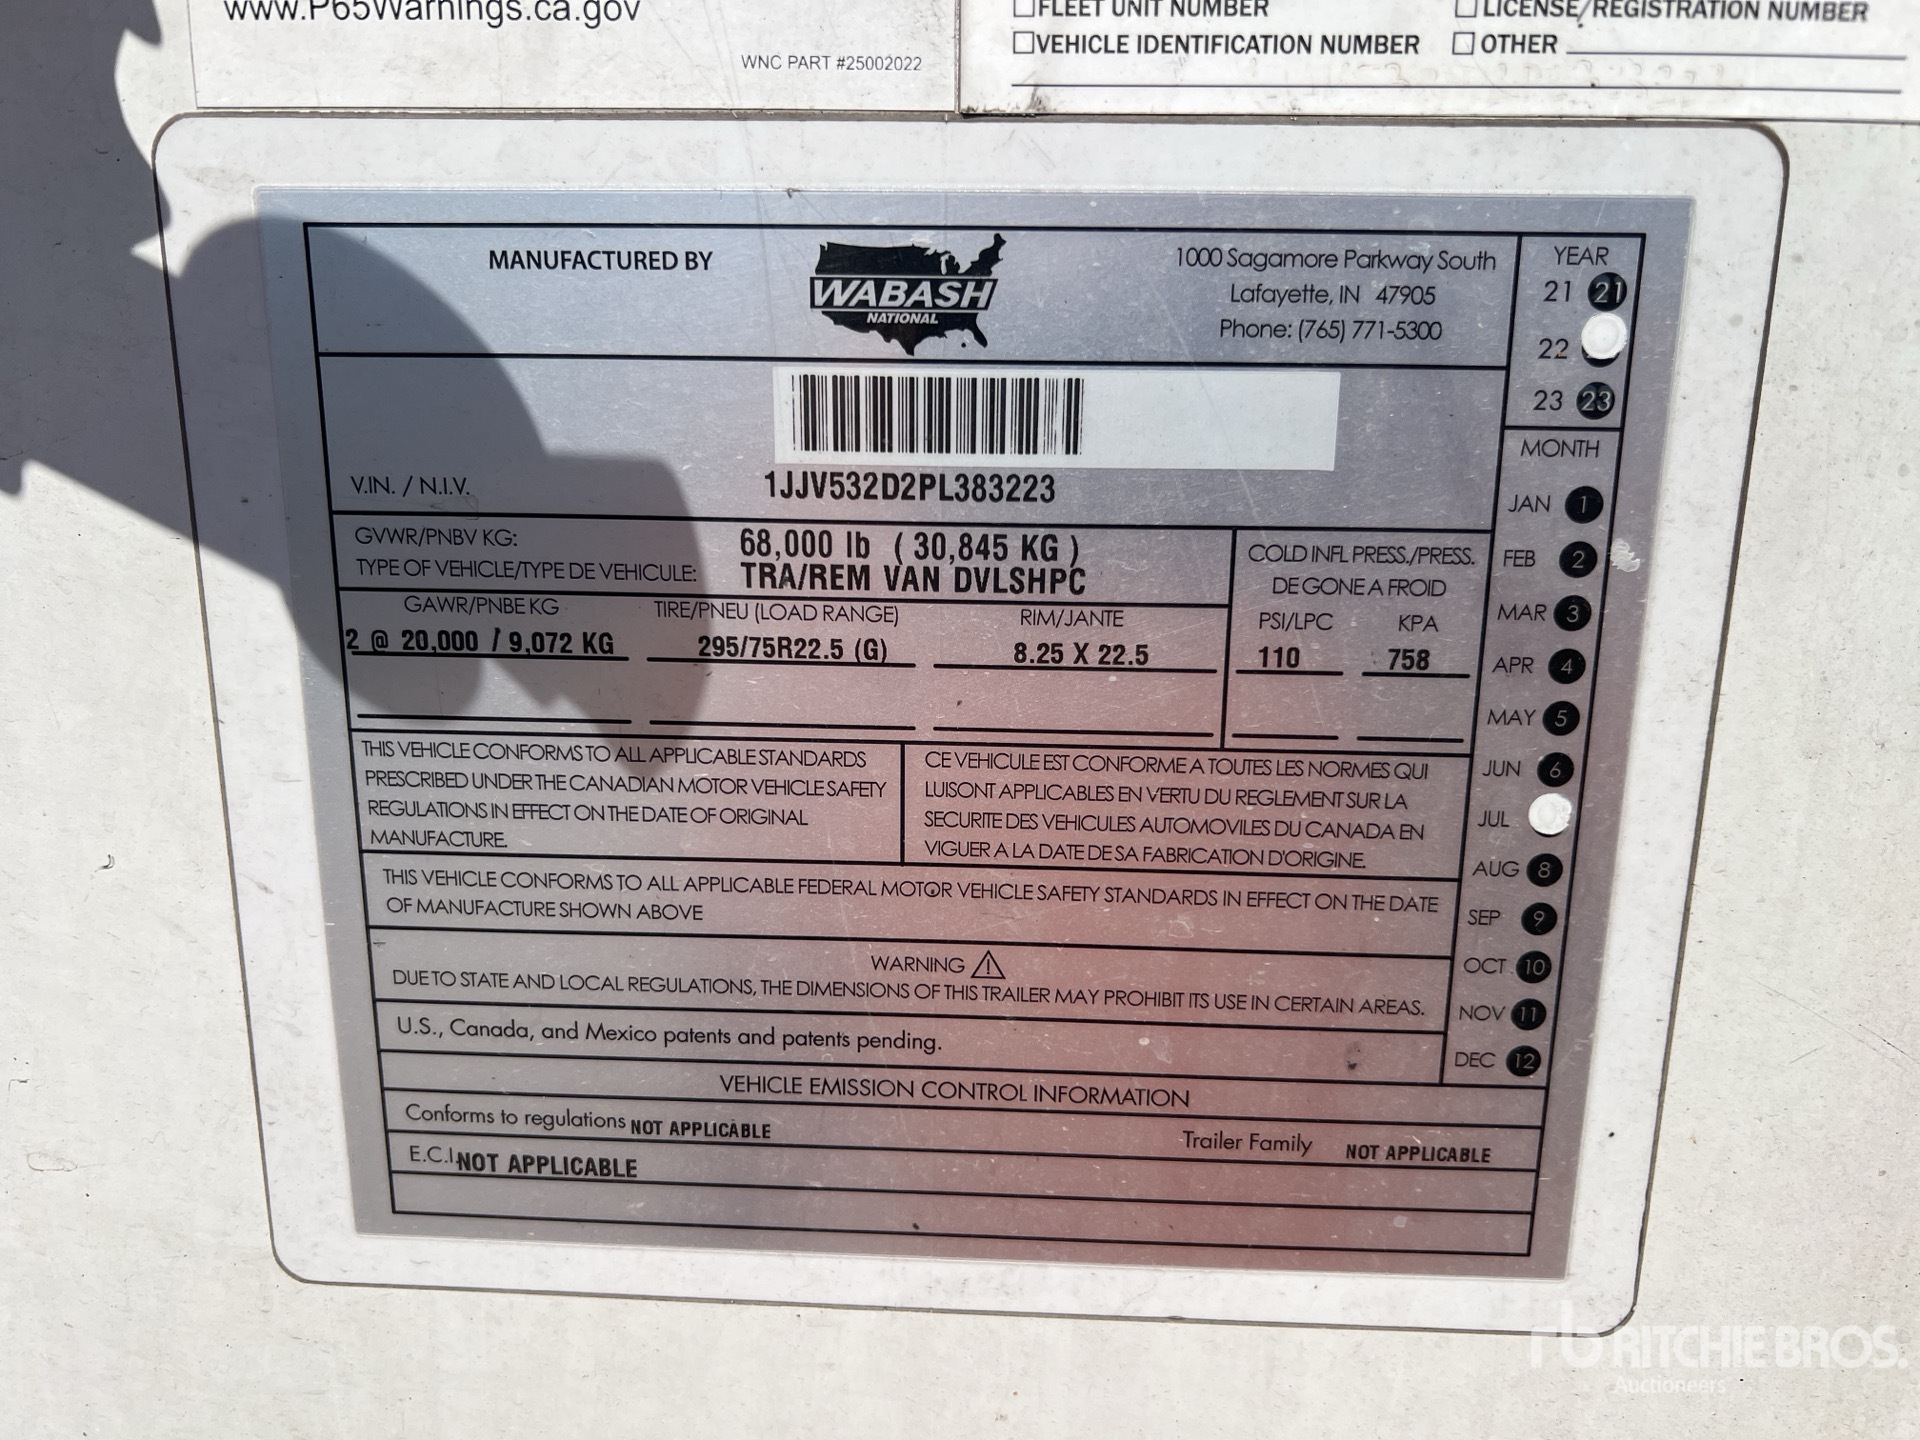 www.P65Warnings.ca.gov
WNC PART #25002022
☐FLEET UNIT NUMBER ☐LICENSE/REGISTRATION NUMBER
☐VEHICLE IDENTIFICATION NUMBER ☐OTHER
MANUFACTURED BY
WABASH
NATIONAL
1000 Sagamore Parkway South
Lafayette, IN 47905
Phone: (765) 771-5300
YEAR
21 21
22
23 23
V.IN. / N.I.V.
1JJV532D2PL383223
GVWR/PNBV KG: 68,000 lb ( 30,845 KG )
TYPE OF VEHICLE/TYPE DE VEHICULE: TRA/REM VAN DVLSHPC
COLD INFL PRESS./PRESS.
DE GONE A FROID
GAWR/PNBE KG TIRE/PNEU (LOAD RANGE) RIM/JANTE PSI/LPC KPA
2 @ 20,000 / 9,072 KG 295/75R22.5 (G) 8.25 X 22.5 110 758
MONTH
JAN 1
FEB 2
MAR 3
APR 4
MAY 5
JUN 6
JUL
AUG 8
SEP 9
OCT 10
NOV 11
DEC 12
THIS VEHICLE CONFORMS TO ALL APPLICABLE STANDARDS
PRESCRIBED UNDER THE CANADIAN MOTOR VEHICLE SAFETY
REGULATIONS IN EFFECT ON THE DATE OF ORIGINAL
MANUFACTURE.
CE VEHICULE EST CONFORME A TOUTES LES NORMES QUI
LUISONT APPLICABLES EN VERTU DU REGLEMENT SUR LA
SECURITE DES VEHICULES AUTOMOVILES DU CANADA EN
VIGUER A LA DATE DE SA FABRICATION D'ORIGINE.
THIS VEHICLE CONFORMS TO ALL APPLICABLE FEDERAL MOTOR VEHICLE SAFETY STANDARDS IN EFFECT ON THE DATE
OF MANUFACTURE SHOWN ABOVE
WARNING
DUE TO STATE AND LOCAL REGULATIONS, THE DIMENSIONS OF THIS TRAILER MAY PROHIBIT ITS USE IN CERTAIN AREAS.
U.S., Canada, and Mexico patents and patents pending.
VEHICLE EMISSION CONTROL INFORMATION
Conforms to regulations NOT APPLICABLE Trailer Family NOT APPLICABLE
E.C.I. NOT APPLICABLE
rb RITCHIE BROS.
Auctioneers